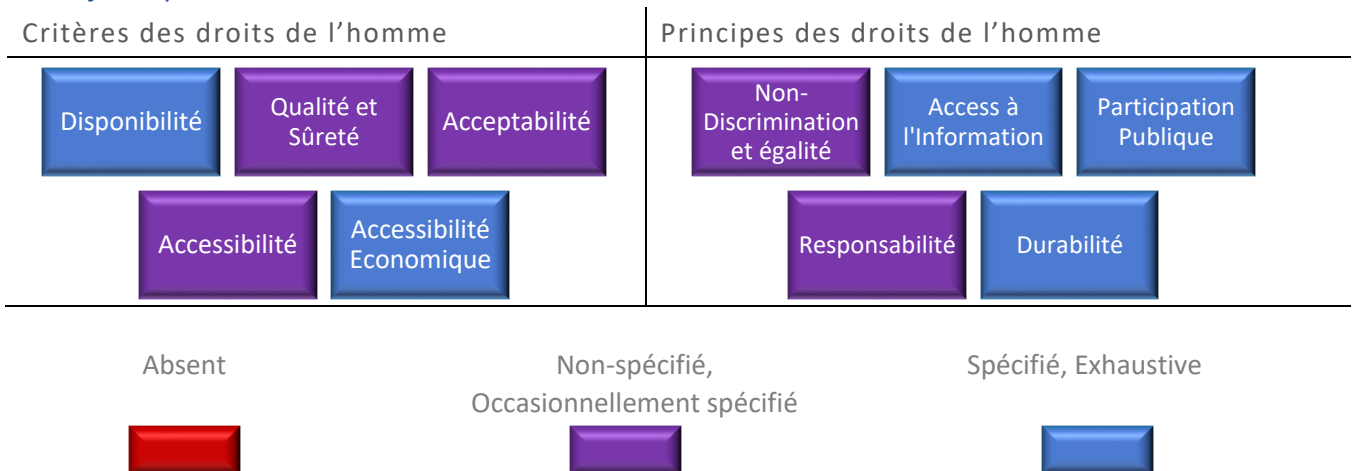 Critères des droits de l’homme
Principes des droits de l’homme
Disponibilité
Qualité et
Sûreté
Acceptabilité
Accessibilité
Accessibilité
Economique
Non-
Discrimination
et égalité
Access à
l'Information
Participation
Publique
Responsabilité
Durabilité
Absent
Non-spécifié,
Occasionnellement spécifié
Spécifié, Exhaustive